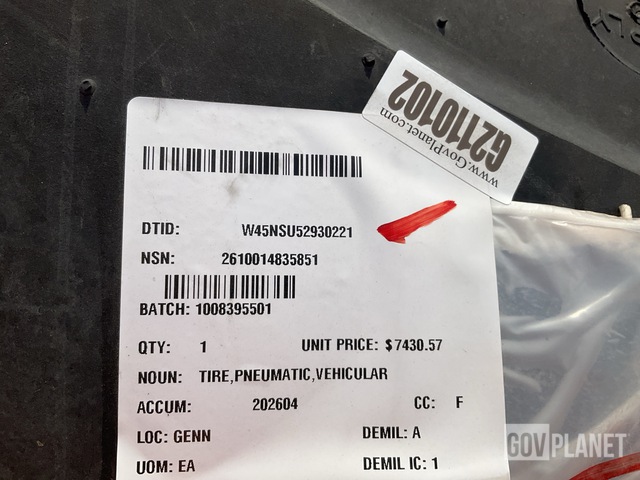 G2110102
www.GovPlanet.com
DTID: W45NSU52930221
NSN: 2610014835851
BATCH: 1008395501
QTY: 1 UNIT PRICE: $7430.57
NOUN: TIRE,PNEUMATIC,VEHICULAR
ACCUM: 202604 CC: F
LOC: GENN DEMIL: A
UOM: EA DEMIL IC: 1
GOVPLANET